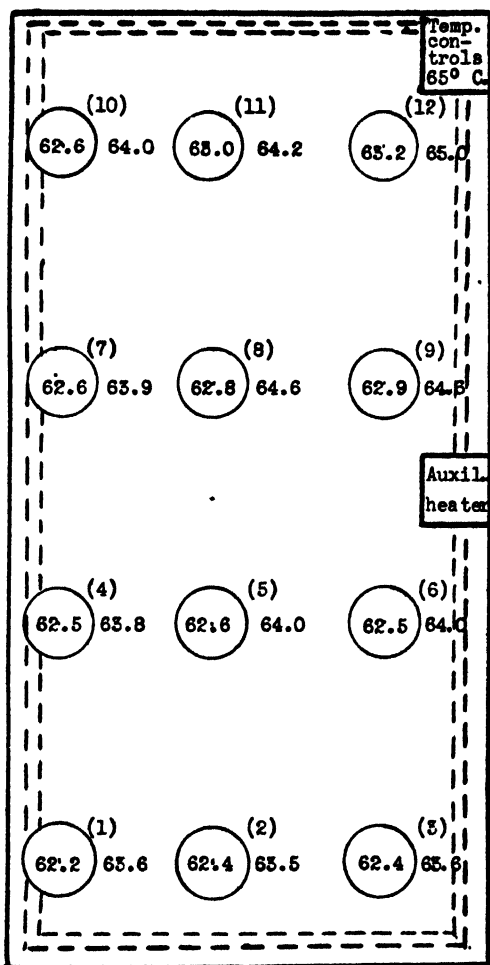 Temp.
con-
trols
65° C.
(10) (11) (12)
62.6 64.0 63.0 64.2 63.2 65.0
(7) (8) (9)
62.6 63.9 62.8 64.6 62.9 64.6
Auxil.
heater
(4) (5) (6)
62.5 63.8 62.6 64.0 62.5 64.0
(1) (2) (3)
62.2 63.6 62.4 63.5 62.4 63.6